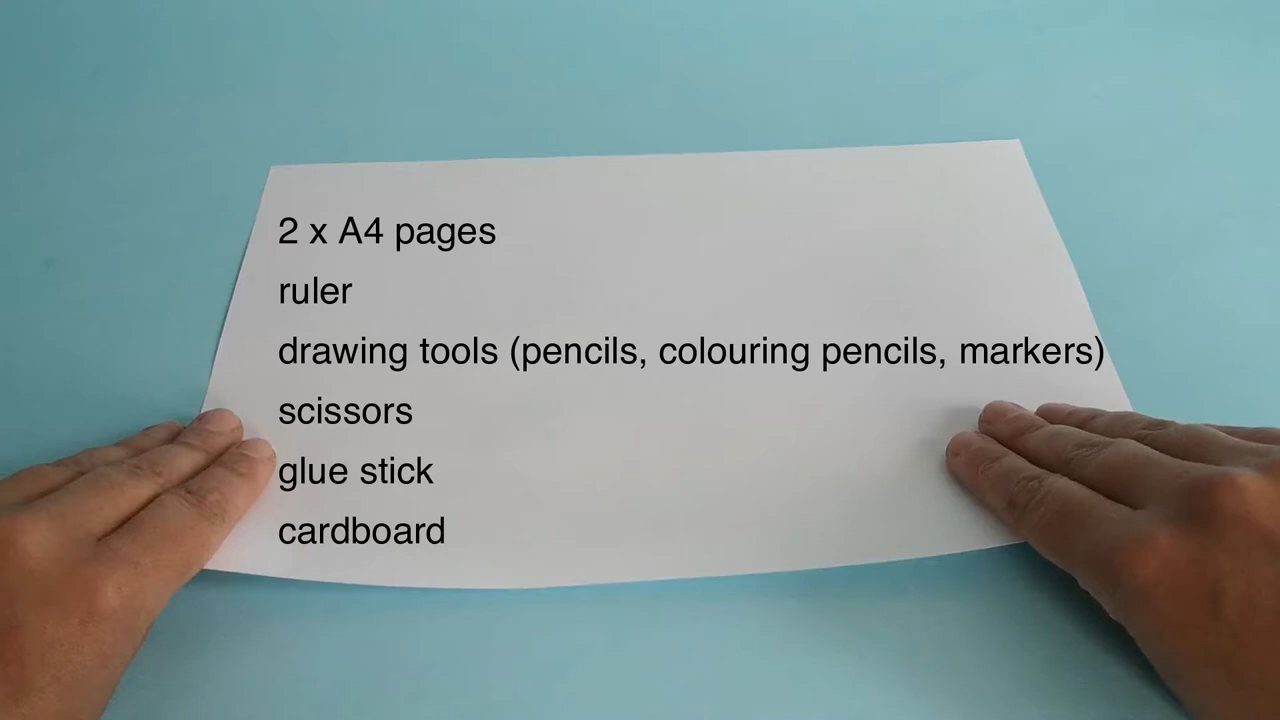 2 x A4 pages
ruler
drawing tools (pencils, colouring pencils, markers)
scissors
glue stick
cardboard